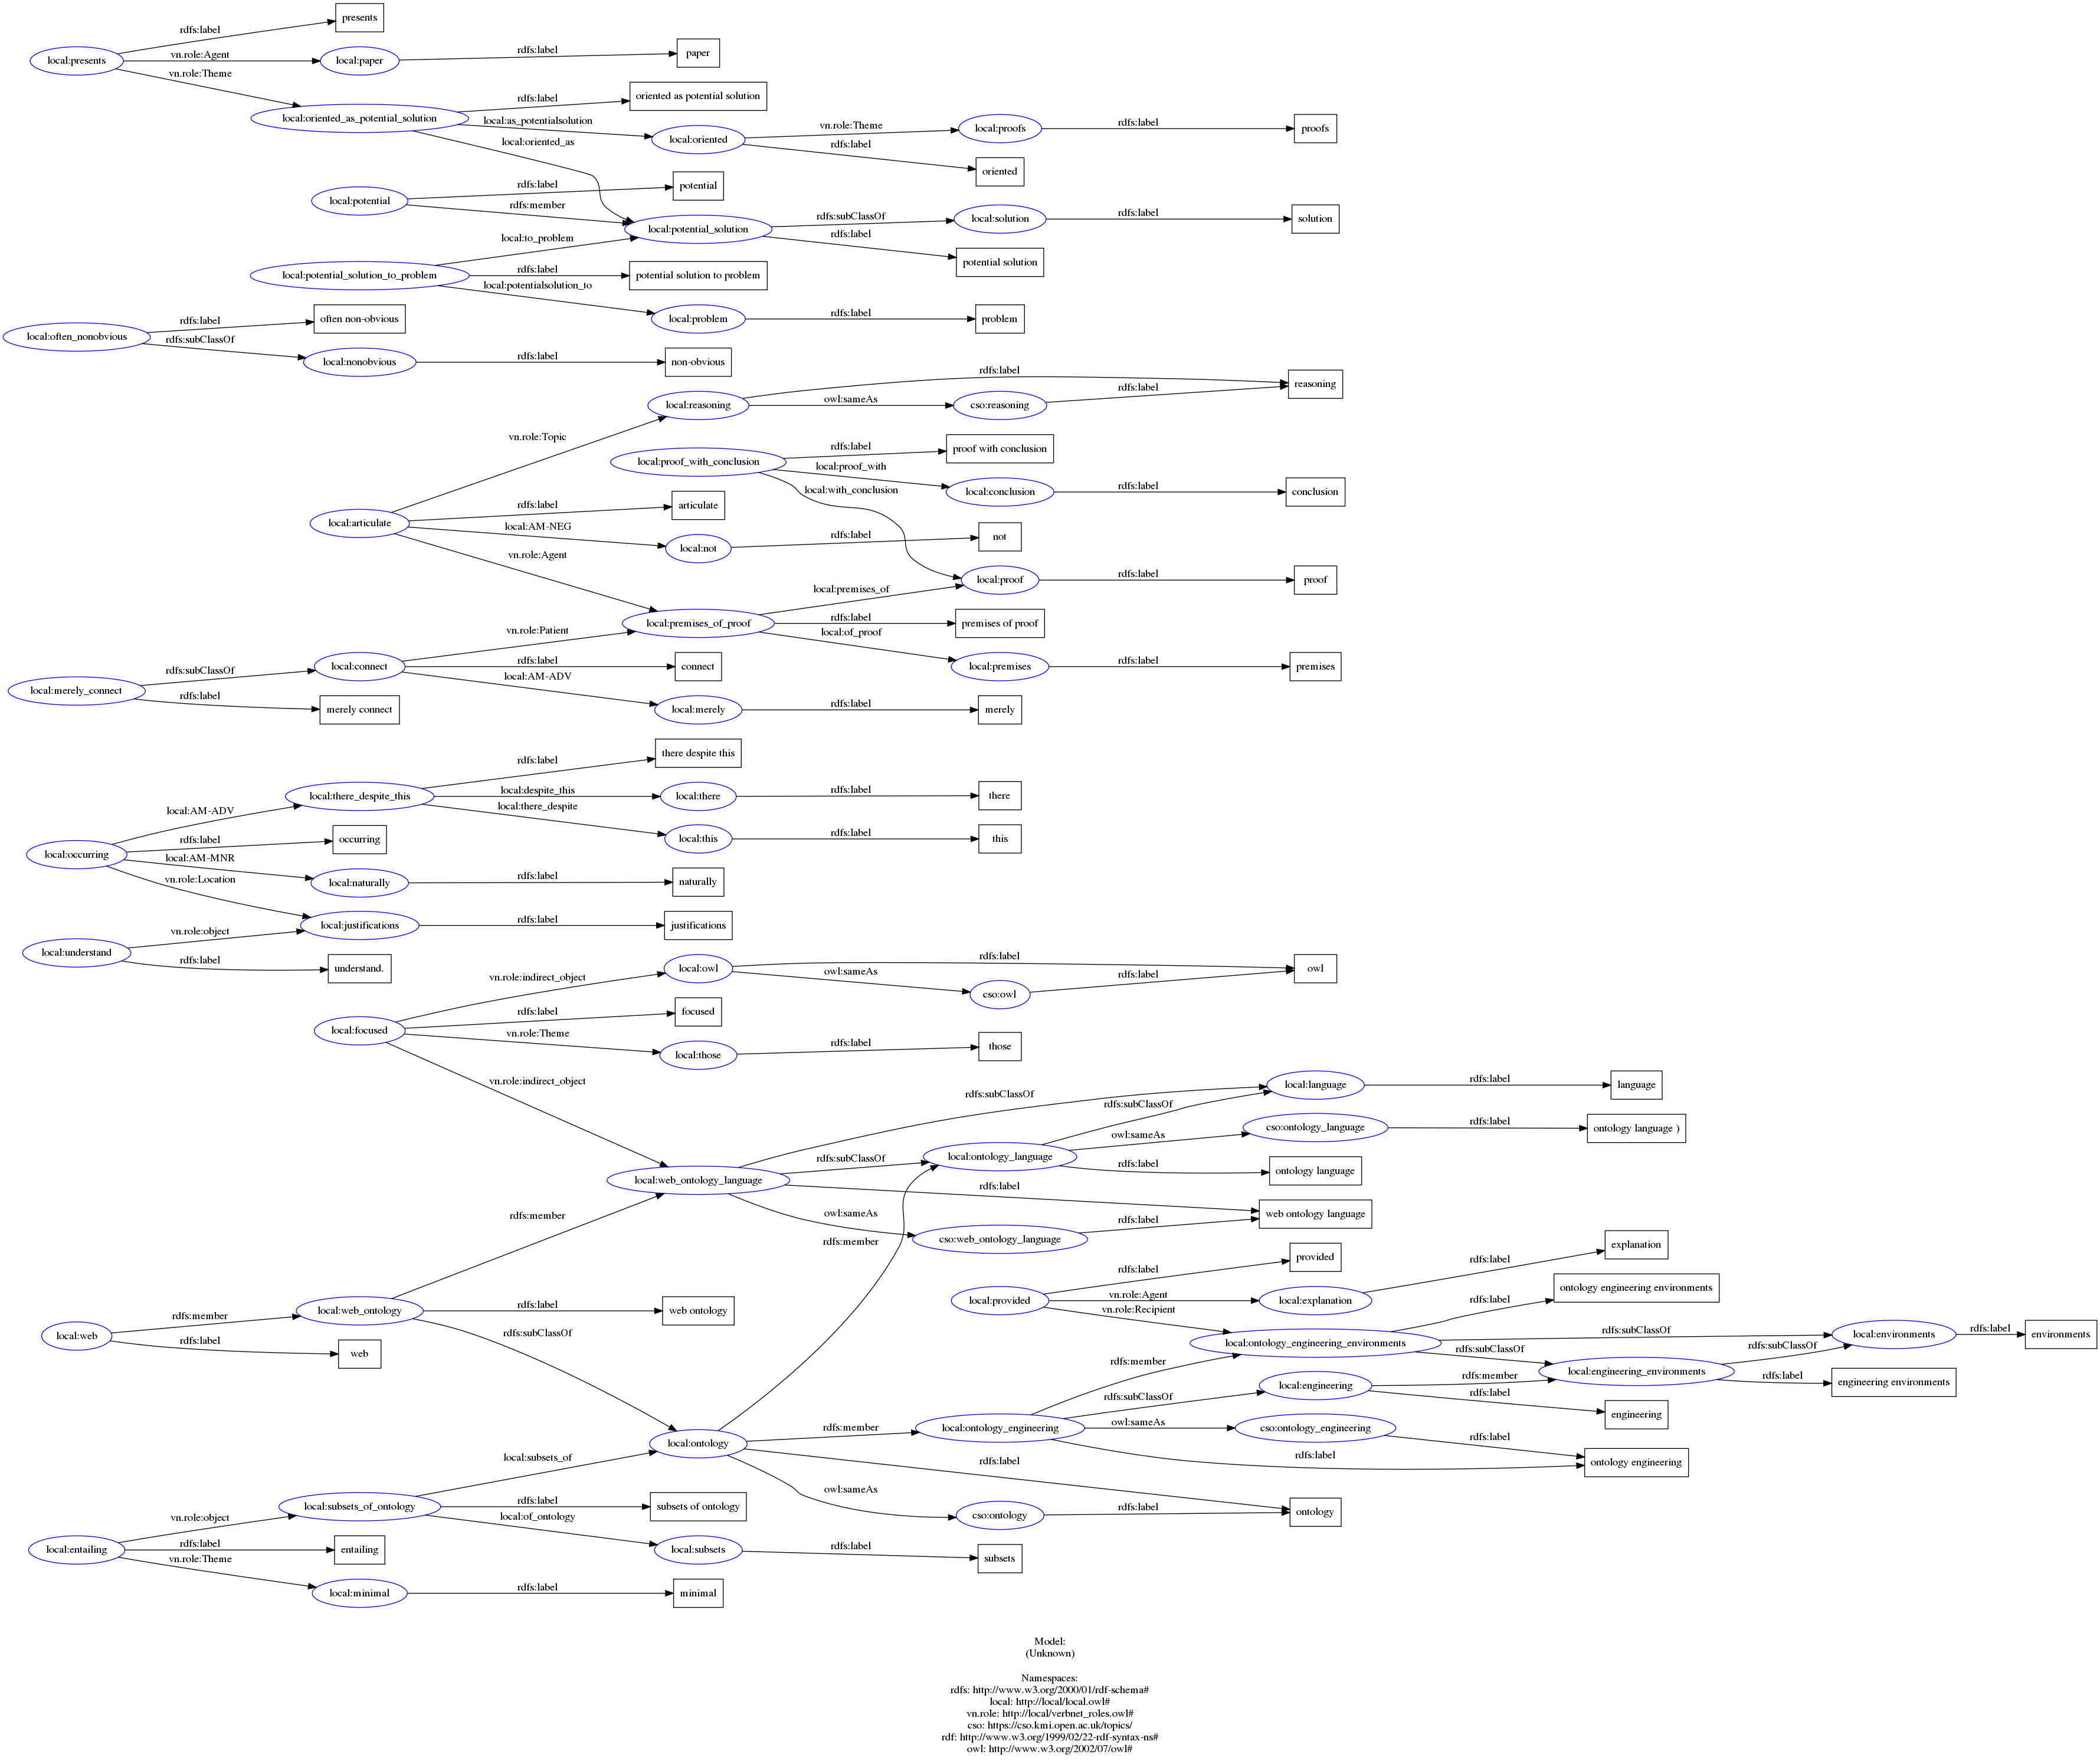 presents
rdfs:label
local:presents
vn.role:Agent
local:paper
rdfs:label
paper
vn.role:Theme
local:oriented_as_potential_solution
rdfs:label
oriented as potential solution
local:as_potentialsolution
local:oriented
vn.role:Theme
local:proofs
rdfs:label
proofs
local:oriented_as
rdfs:label
oriented
local:potential
rdfs:label
potential
rdfs:member
local:potential_solution
rdfs:subClassOf
local:solution
rdfs:label
solution
rdfs:label
potential solution
local:to_problem
local:potential_solution_to_problem
rdfs:label
potential solution to problem
local:potentialsolution_to
local:problem
rdfs:label
problem
local:often_nonobvious
rdfs:label
often non-obvious
rdfs:subClassOf
local:nonobvious
rdfs:label
non-obvious
rdfs:label
reasoning
local:reasoning
owl:sameAs
cso:reasoning
rdfs:label
vn.role:Topic
local:proof_with_conclusion
rdfs:label
proof with conclusion
local:proof_with
local:conclusion
rdfs:label
conclusion
local:with_conclusion
local:articulate
rdfs:label
articulate
local:AM-NEG
local:not
rdfs:label
not
vn.role:Agent
local:proof
rdfs:label
proof
local:premises_of
local:premises_of_proof
rdfs:label
premises of proof
local:of_proof
local:premises
rdfs:label
premises
vn.role:Patient
local:merely_connect
rdfs:subClassOf
local:connect
rdfs:label
connect
local:AM-ADV
local:merely
rdfs:label
merely
rdfs:label
merely connect
rdfs:label
there despite this
local:there_despite_this
local:despite_this
local:there
rdfs:label
there
local:there_despite
local:this
rdfs:label
this
local:AM-ADV
local:occurring
rdfs:label
occurring
local:AM-MNR
local:naturally
rdfs:label
naturally
vn.role:Location
local:justifications
rdfs:label
justifications
vn.role:object
local:understand
rdfs:label
understand.
vn.role:indirect_object
local:owl
rdfs:label
owl
owl:sameAs
cso:owl
rdfs:label
local:focused
rdfs:label
focused
vn.role:Theme
local:those
rdfs:label
those
vn.role:indirect_object
rdfs:subClassOf
local:language
rdfs:label
language
rdfs:subClassOf
owl:sameAs
cso:ontology_language
rdfs:label
ontology language )
local:ontology_language
rdfs:label
ontology language
rdfs:subClassOf
local:web_ontology_language
rdfs:label
web ontology language
owl:sameAs
cso:web_ontology_language
rdfs:label
rdfs:member
rdfs:member
rdfs:label
provided
rdfs:label
explanation
local:provided
vn.role:Agent
local:explanation
vn.role:Recipient
rdfs:label
ontology engineering environments
local:web
rdfs:member
local:web_ontology
rdfs:label
web ontology
rdfs:label
web
rdfs:subClassOf
local:ontology_engineering_environments
rdfs:subClassOf
local:environments
rdfs:label
environments
rdfs:subClassOf
local:engineering_environments
rdfs:subClassOf
rdfs:label
engineering environments
rdfs:member
rdfs:subClassOf
local:engineering
rdfs:member
rdfs:label
engineering
local:ontology
rdfs:member
local:ontology_engineering
owl:sameAs
cso:ontology_engineering
rdfs:label
ontology engineering
rdfs:label
rdfs:label
ontology
owl:sameAs
cso:ontology
rdfs:label
local:subsets_of
local:subsets_of_ontology
rdfs:label
subsets of ontology
local:of_ontology
local:subsets
rdfs:label
subsets
vn.role:object
local:entailing
rdfs:label
entailing
vn.role:Theme
local:minimal
rdfs:label
minimal
Model:
(Unknown)
Namespaces:
rdfs: http://www.w3.org/2000/01/rdf-schema#
local: http://local/local.owl#
vn.role: http://local/verbnet_roles.owl#
cso: https://cso.kmi.open.ac.uk/topics/
rdf: http://www.w3.org/1999/02/22-rdf-syntax-ns#
owl: http://www.w3.org/2002/07/owl#